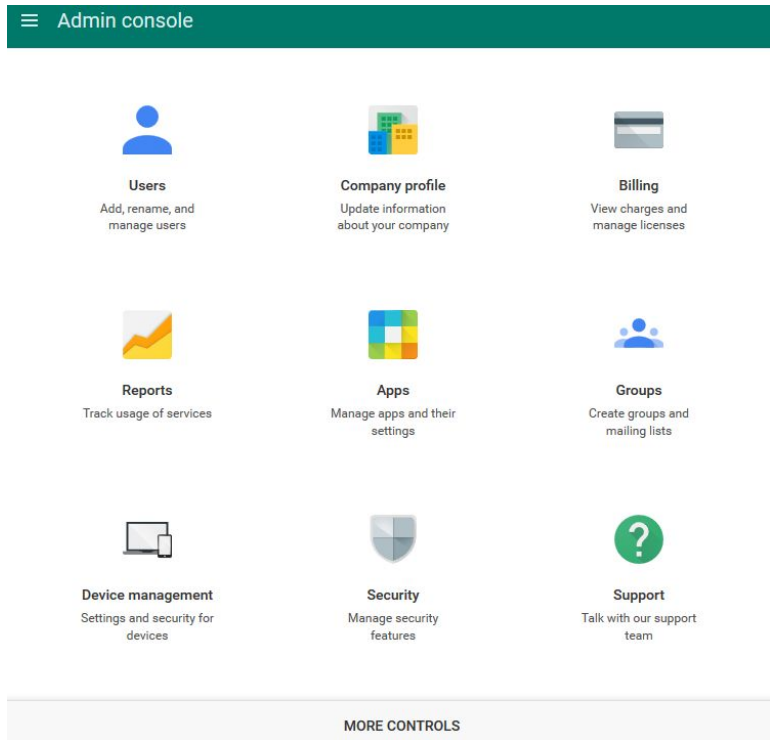 Admin console
Users
Add, rename, and
manage users
Company profile
Update information
about your company
Billing
View charges and
manage licenses
Reports
Track usage of services
Apps
Manage apps and their
settings
Groups
Create groups and
mailing lists
Device management
Settings and security for
devices
Security
Manage security
features
Support
Talk with our support
team
MORE CONTROLS